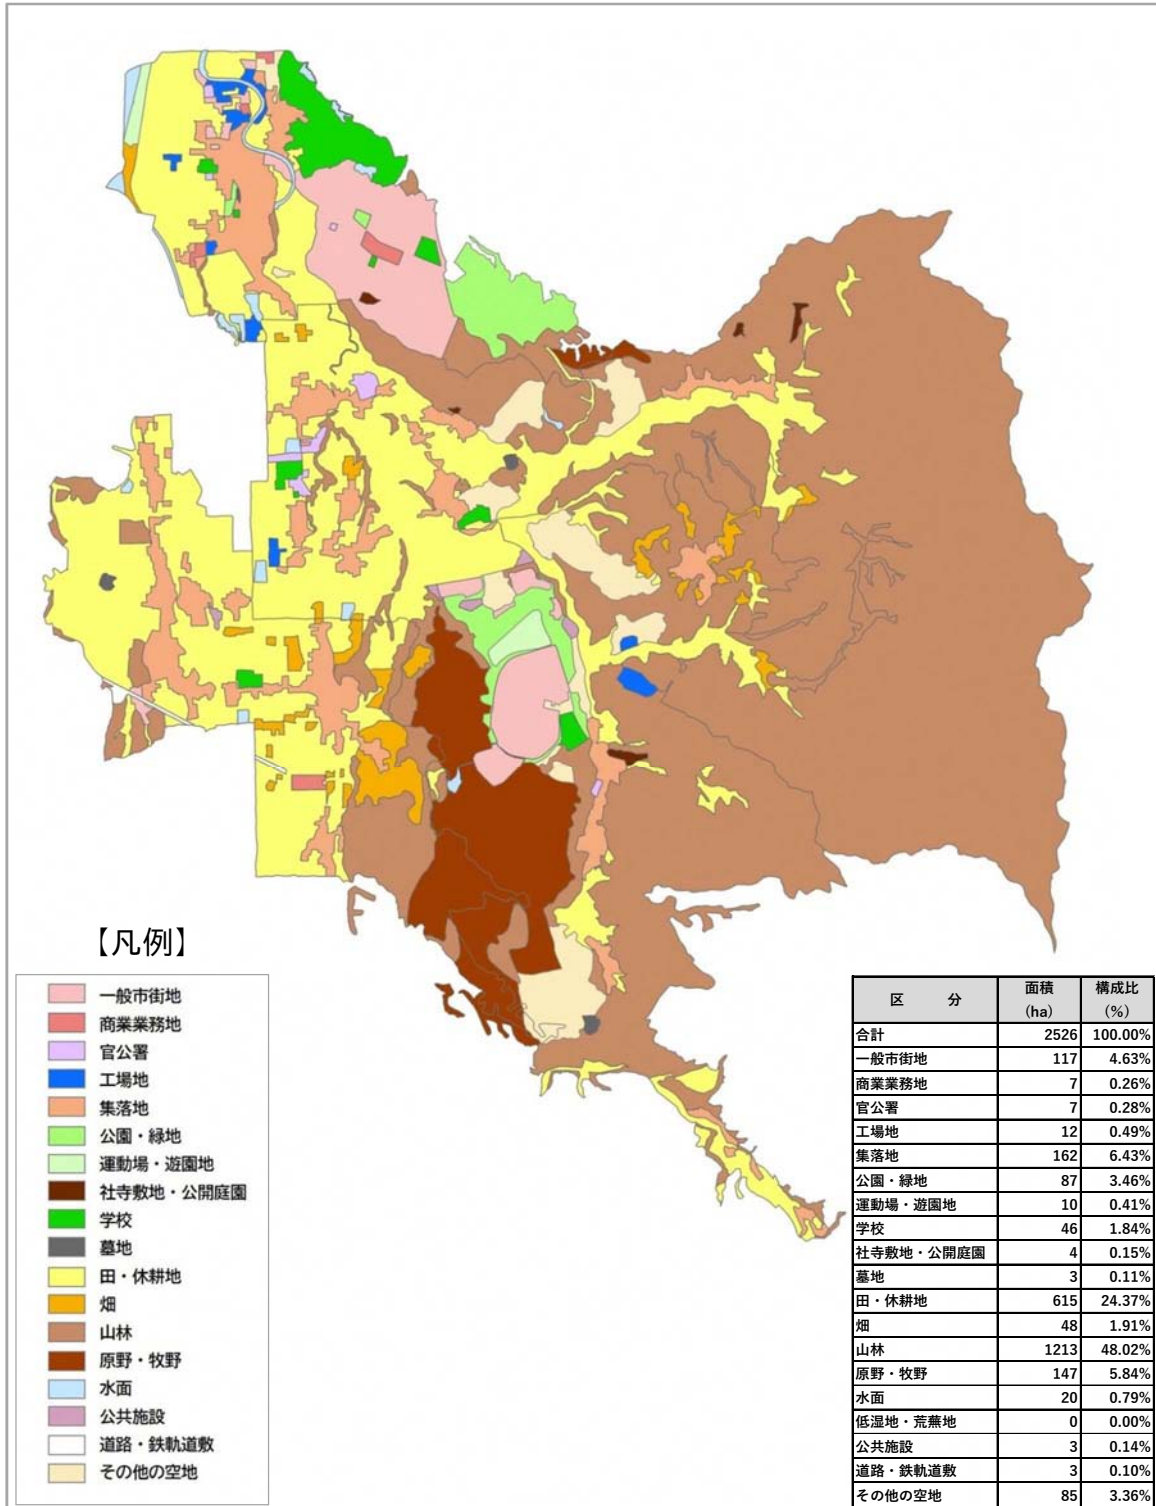 【凡例】
一般市街地
商業業務地
官公署
工場地
集落地
公園・緑地
運動場・遊園地
社寺敷地・公開庭園
学校
墓地
田・休耕地
畑
山林
原野・牧野
水面
公共施設
道路・鉄軌道敷
その他の空地
区 分 面積 (ha) 構成比 (%)
合計 2526 100.00%
一般市街地 117 4.63%
商業業務地 7 0.26%
官公署 7 0.28%
工場地 12 0.49%
集落地 162 6.43%
公園・緑地 87 3.46%
運動場・遊園地 10 0.41%
学校 46 1.84%
社寺敷地・公開庭園 4 0.15%
墓地 3 0.11%
田・休耕地 615 24.37%
畑 48 1.91%
山林 1213 48.02%
原野・牧野 147 5.84%
水面 20 0.79%
低湿地・荒蕪地 0 0.00%
公共施設 3 0.14%
道路・鉄軌道敷 3 0.10%
その他の空地 85 3.36%